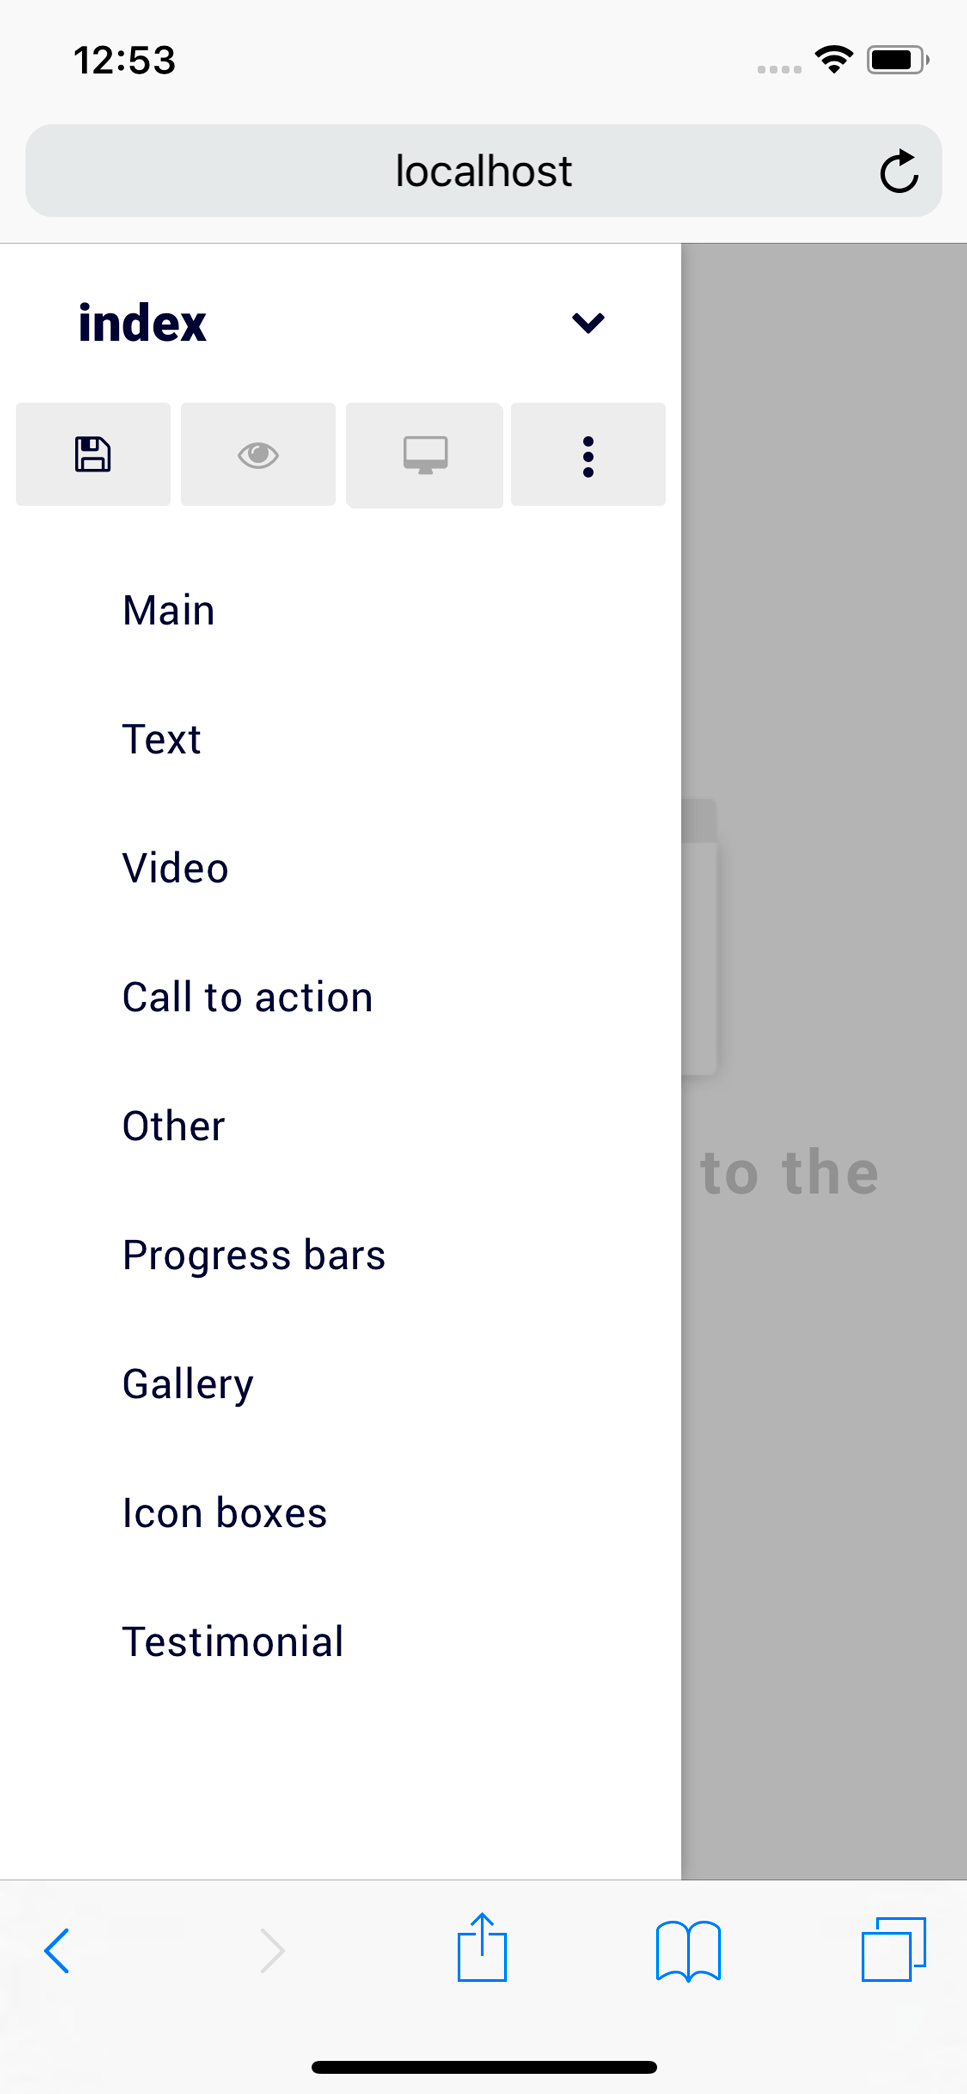 12:53
localhost
index
Main
Text
Video
Call to action
Other
to the
Progress bars
Gallery
Icon boxes
Testimonial